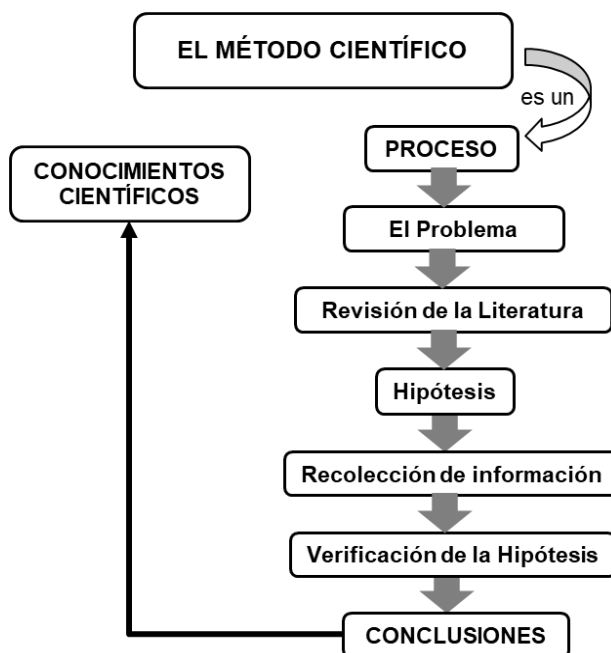 EL MÉTODO CIENTÍFICO
es un
PROCESO
CONOCIMIENTOS
CIENTÍFICOS
El Problema
Revisión de la Literatura
Hipótesis
Recolección de información
Verificación de la Hipótesis
CONCLUSIONES